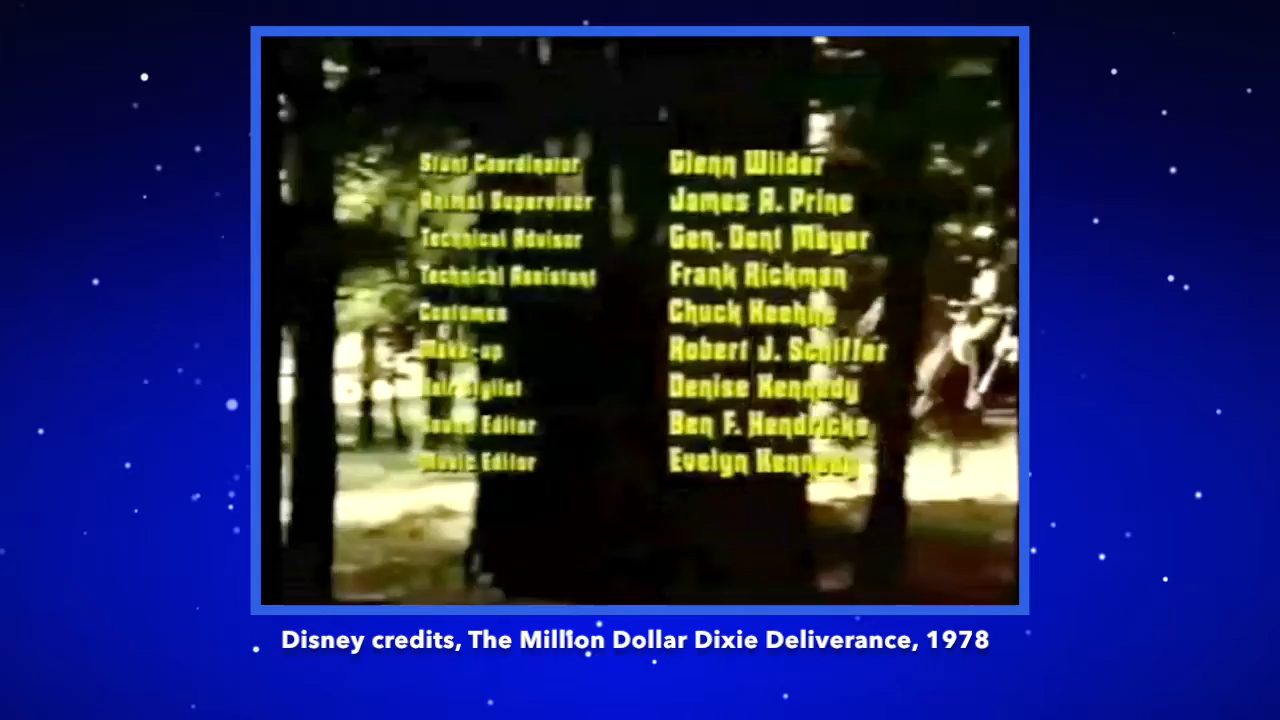 Stunt Coordinator Glenn Wilder
Animal Supervisor James A. Prine
Technical Advisor Gen. Dent Meyer
Technical Assistant Frank Rickman
Costumes Chuck Keehne
Make-up Robert J. Schiffer
Hair Stylist Denise Kennedy
Sound Editor Ben F. Hendricks
Music Editor Evelyn Kennedy
Disney credits, The Million Dollar Dixie Deliverance, 1978